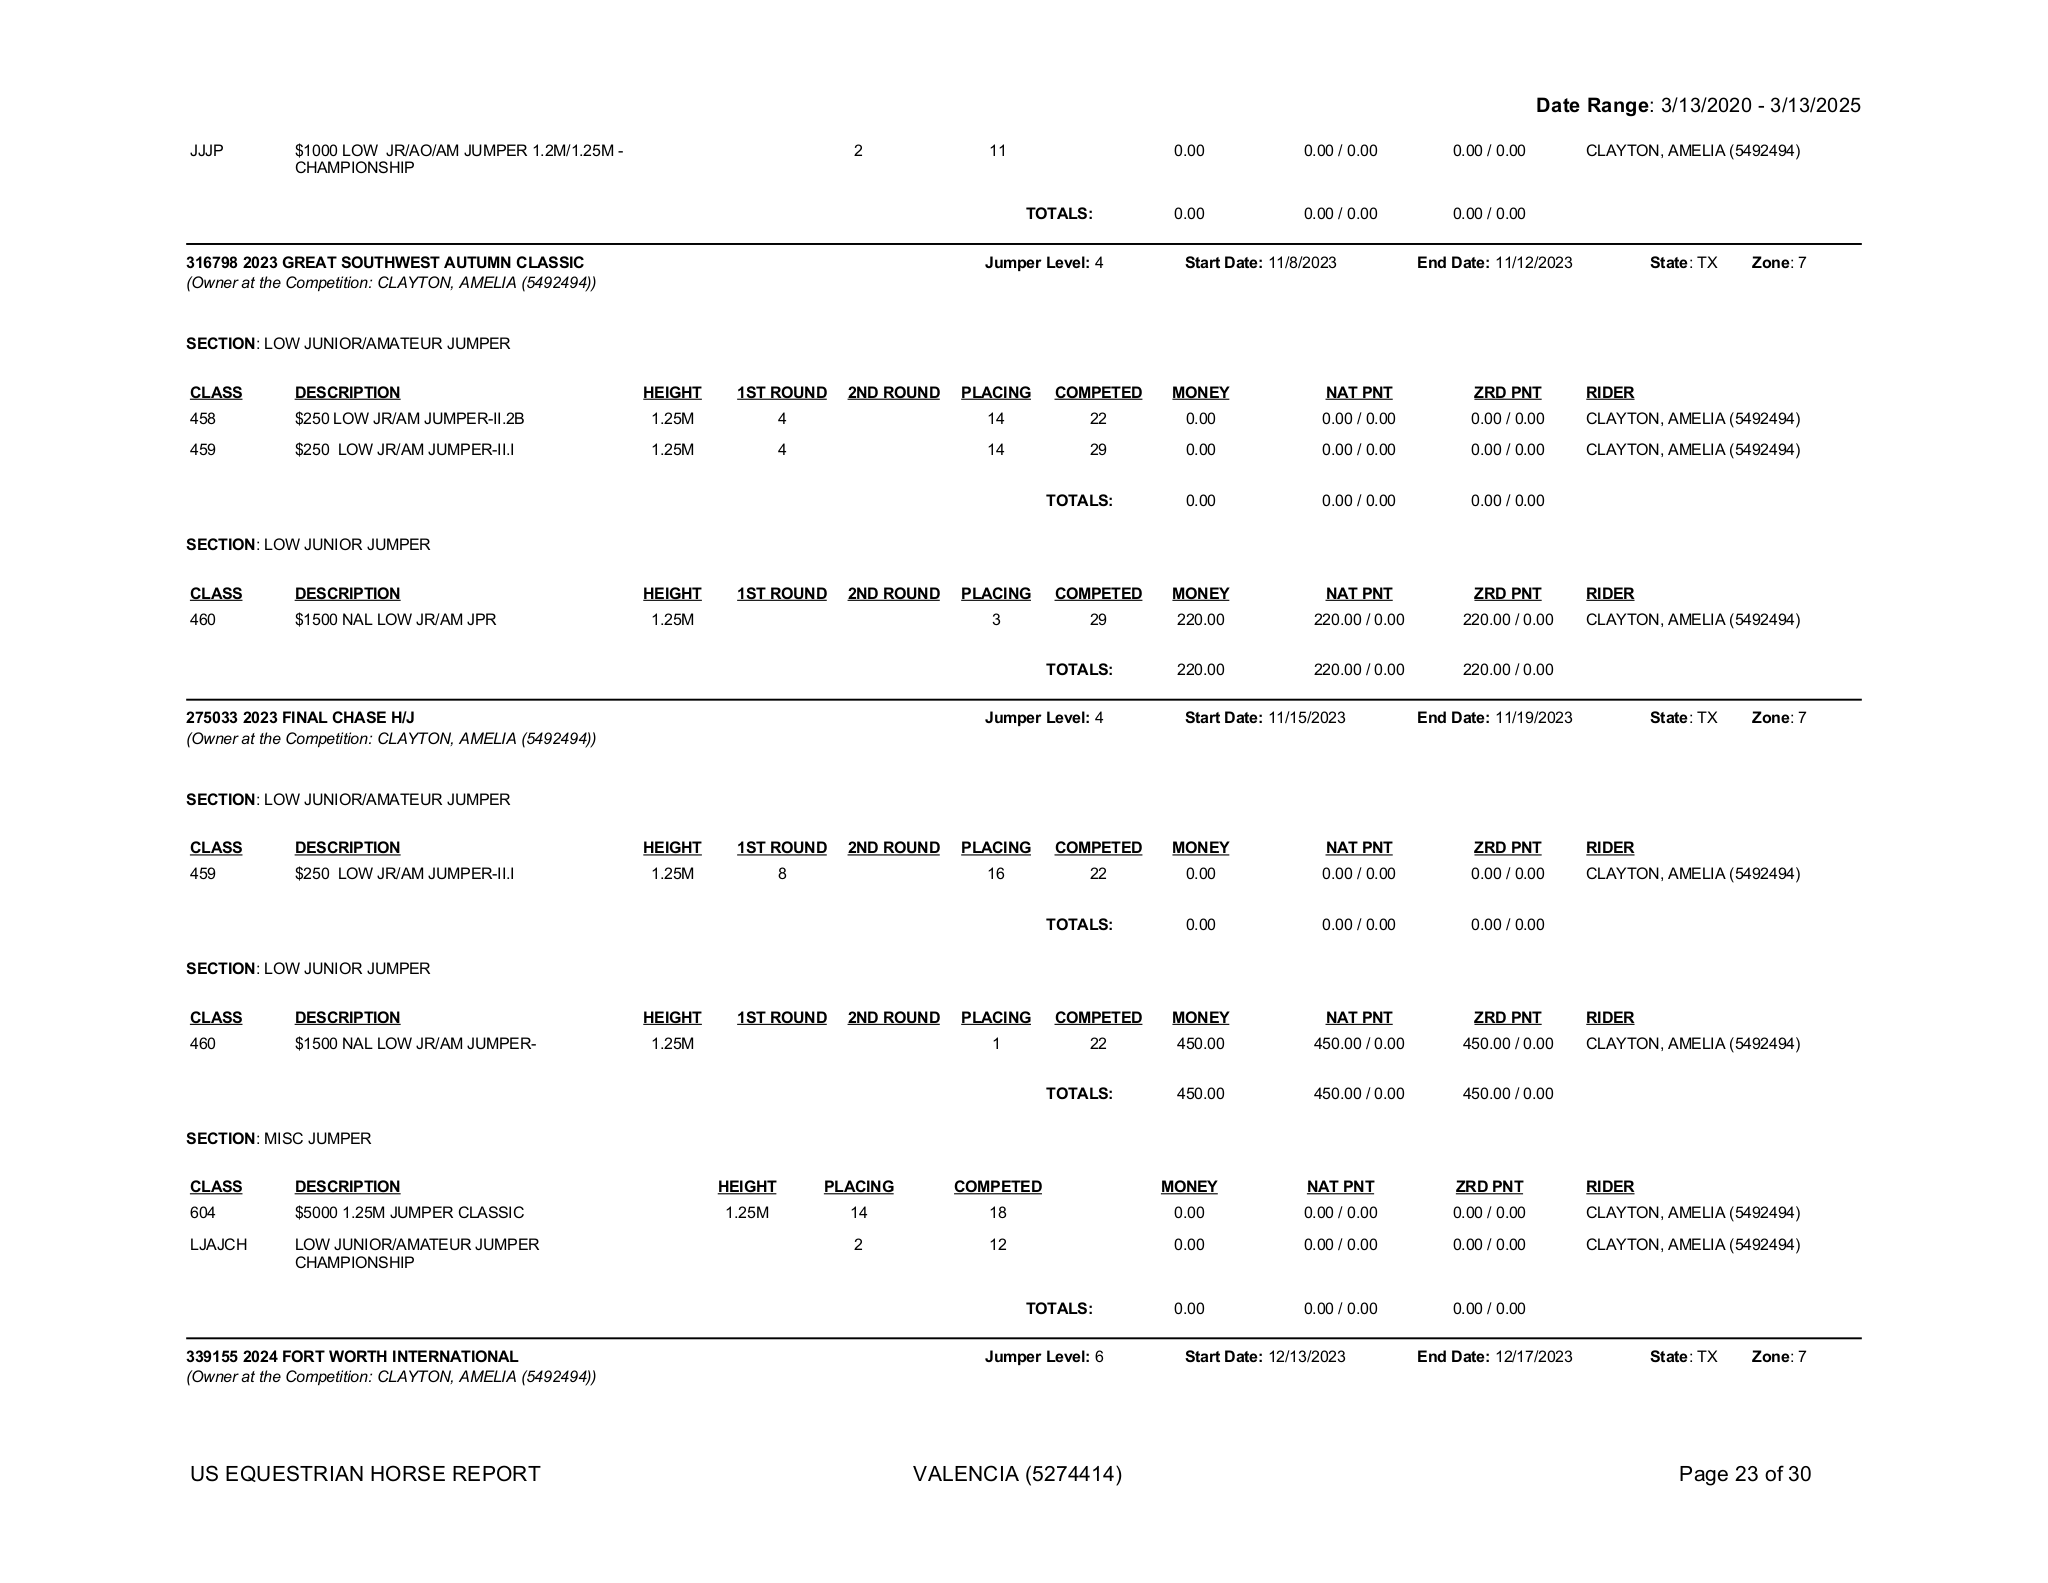 Date Range: 3/13/2020 - 3/13/2025
JJJP $1000 LOW  JR/AO/AM JUMPER 1.2M/1.25M - 2 11 0.00 0.00 / 0.00 0.00 / 0.00 CLAYTON, AMELIA (5492494)
CHAMPIONSHIP
TOTALS: 0.00 0.00 / 0.00 0.00 / 0.00
316798 2023 GREAT SOUTHWEST AUTUMN CLASSIC Jumper Level: 4 Start Date: 11/8/2023 End Date: 11/12/2023 State: TX Zone: 7
(Owner at the Competition: CLAYTON, AMELIA (5492494))
SECTION: LOW JUNIOR/AMATEUR JUMPER
CLASS DESCRIPTION HEIGHT 1ST ROUND 2ND ROUND PLACING COMPETED MONEY NAT PNT ZRD PNT RIDER
458 $250 LOW JR/AM JUMPER-II.2B 1.25M 4 14 22 0.00 0.00 / 0.00 0.00 / 0.00 CLAYTON, AMELIA (5492494)
459 $250  LOW JR/AM JUMPER-II.I 1.25M 4 14 29 0.00 0.00 / 0.00 0.00 / 0.00 CLAYTON, AMELIA (5492494)
TOTALS: 0.00 0.00 / 0.00 0.00 / 0.00
SECTION: LOW JUNIOR JUMPER
CLASS DESCRIPTION HEIGHT 1ST ROUND 2ND ROUND PLACING COMPETED MONEY NAT PNT ZRD PNT RIDER
460 $1500 NAL LOW JR/AM JPR 1.25M 3 29 220.00 220.00 / 0.00 220.00 / 0.00 CLAYTON, AMELIA (5492494)
TOTALS: 220.00 220.00 / 0.00 220.00 / 0.00
275033 2023 FINAL CHASE H/J Jumper Level: 4 Start Date: 11/15/2023 End Date: 11/19/2023 State: TX Zone: 7
(Owner at the Competition: CLAYTON, AMELIA (5492494))
SECTION: LOW JUNIOR/AMATEUR JUMPER
CLASS DESCRIPTION HEIGHT 1ST ROUND 2ND ROUND PLACING COMPETED MONEY NAT PNT ZRD PNT RIDER
459 $250  LOW JR/AM JUMPER-II.I 1.25M 8 16 22 0.00 0.00 / 0.00 0.00 / 0.00 CLAYTON, AMELIA (5492494)
TOTALS: 0.00 0.00 / 0.00 0.00 / 0.00
SECTION: LOW JUNIOR JUMPER
CLASS DESCRIPTION HEIGHT 1ST ROUND 2ND ROUND PLACING COMPETED MONEY NAT PNT ZRD PNT RIDER
460 $1500 NAL LOW JR/AM JUMPER- 1.25M 1 22 450.00 450.00 / 0.00 450.00 / 0.00 CLAYTON, AMELIA (5492494)
TOTALS: 450.00 450.00 / 0.00 450.00 / 0.00
SECTION: MISC JUMPER
CLASS DESCRIPTION HEIGHT PLACING COMPETED MONEY NAT PNT ZRD PNT RIDER
604 $5000 1.25M JUMPER CLASSIC 1.25M 14 18 0.00 0.00 / 0.00 0.00 / 0.00 CLAYTON, AMELIA (5492494)
LJAJCH LOW JUNIOR/AMATEUR JUMPER 2 12 0.00 0.00 / 0.00 0.00 / 0.00 CLAYTON, AMELIA (5492494)
CHAMPIONSHIP
TOTALS: 0.00 0.00 / 0.00 0.00 / 0.00
339155 2024 FORT WORTH INTERNATIONAL Jumper Level: 6 Start Date: 12/13/2023 End Date: 12/17/2023 State: TX Zone: 7
(Owner at the Competition: CLAYTON, AMELIA (5492494))
US EQUESTRIAN HORSE REPORT VALENCIA (5274414) Page 23 of 30